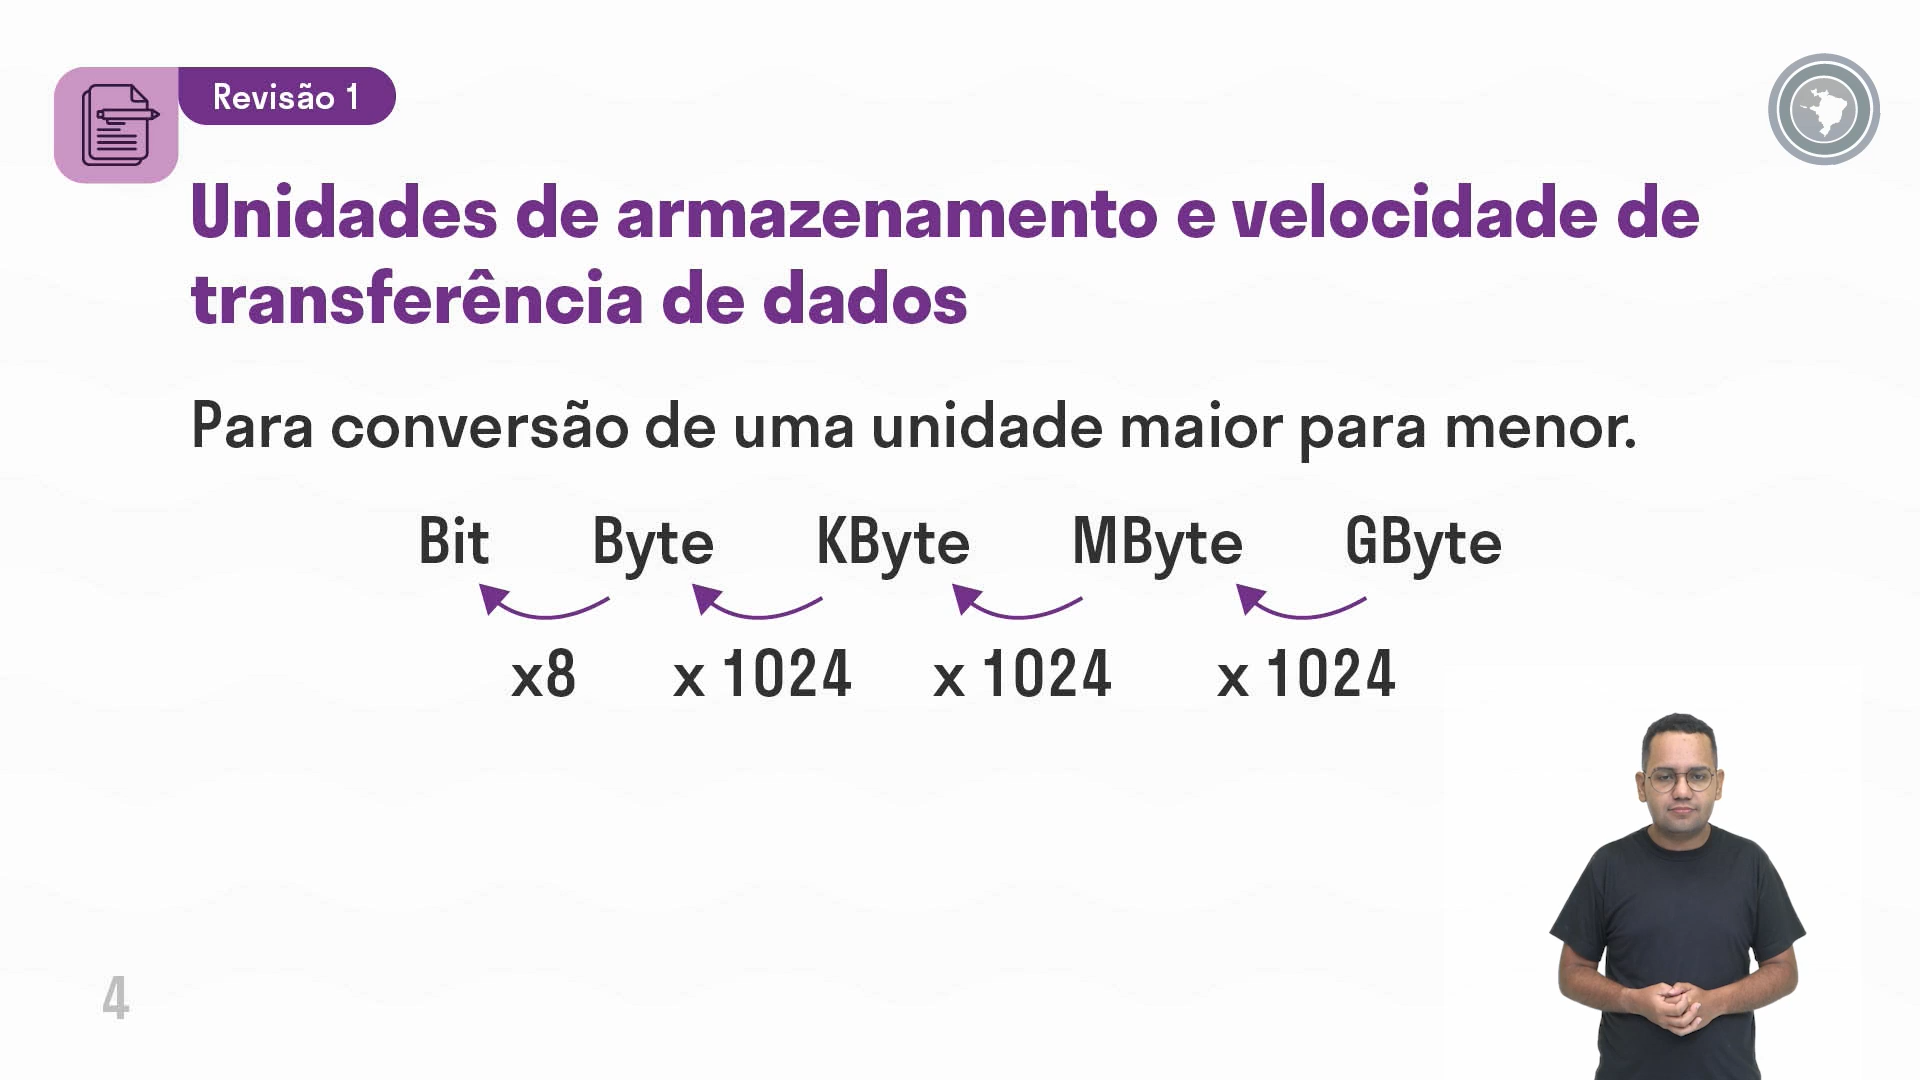 Revisão 1
Unidades de armazenamento e velocidade de
transferência de dados
Para conversão de uma unidade maior para menor.
Bit Byte KByte MByte GByte
x8 x 1024 x 1024 x 1024
4